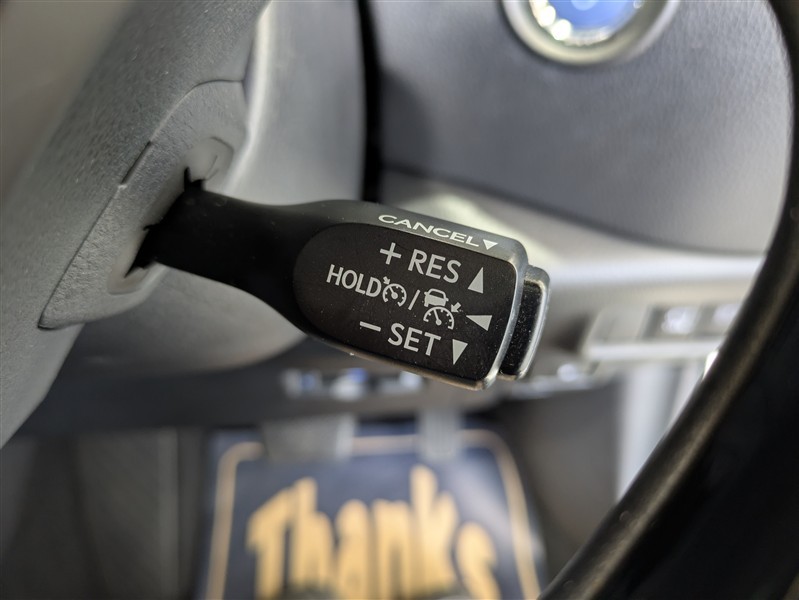 CANCEL▼
+ RES ▲
HOLD /
− SET ▼
Thanks